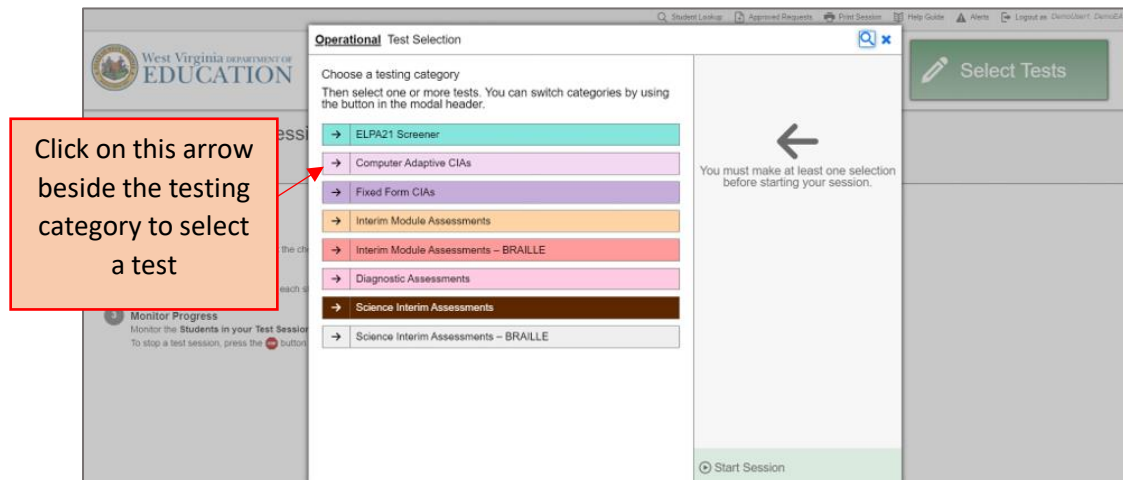 Student Lookup Approved Requests Print Session Help Guide Alerts Logout as
West Virginia DEPARTMENT OF
EDUCATION
Select Tests
Operational Test Selection
Choose a testing category
Then select one or more tests. You can switch categories by using
the button in the modal header.
ELPA21 Screener
Computer Adaptive CIAs
Fixed Form CIAs
Interim Module Assessments
Interim Module Assessments – BRAILLE
Diagnostic Assessments
Science Interim Assessments
Science Interim Assessments – BRAILLE
You must make at least one selection
before starting your session.
Start Session
Click on this arrow
beside the testing
category to select
a test
essi
the ch
each s
3 Monitor Progress
Monitor the Students in your Test Session
To stop a test session, press the button